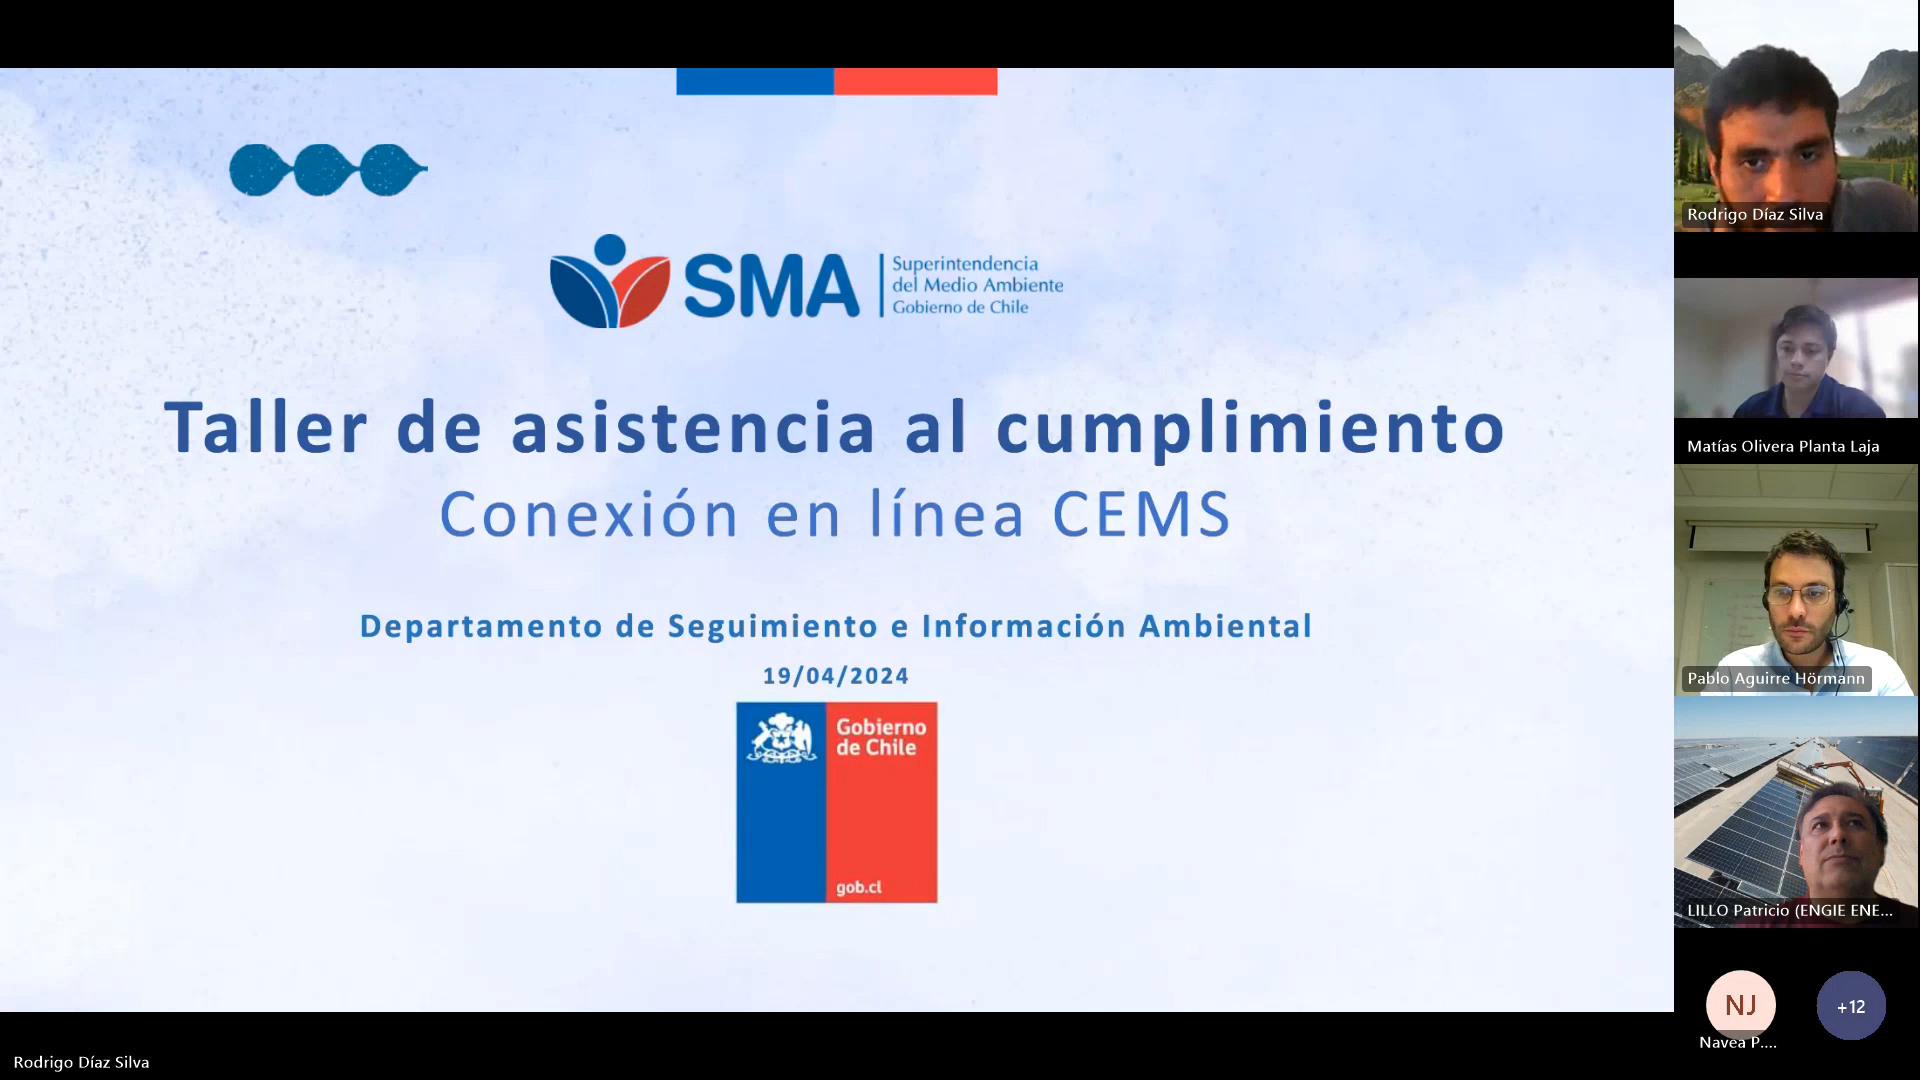 SMA
Superintendencia
del Medio Ambiente
Gobierno de Chile
Taller de asistencia al cumplimiento
Conexión en línea CEMS
Departamento de Seguimiento e Información Ambiental
19/04/2024
Gobierno
de Chile
gob.cl
Rodrigo Díaz Silva
Rodrigo Díaz Silva
Matías Olivera Planta Laja
Pablo Aguirre Hörmann
LILLO Patricio (ENGIE ENE...
NJ
+12
Navea P....